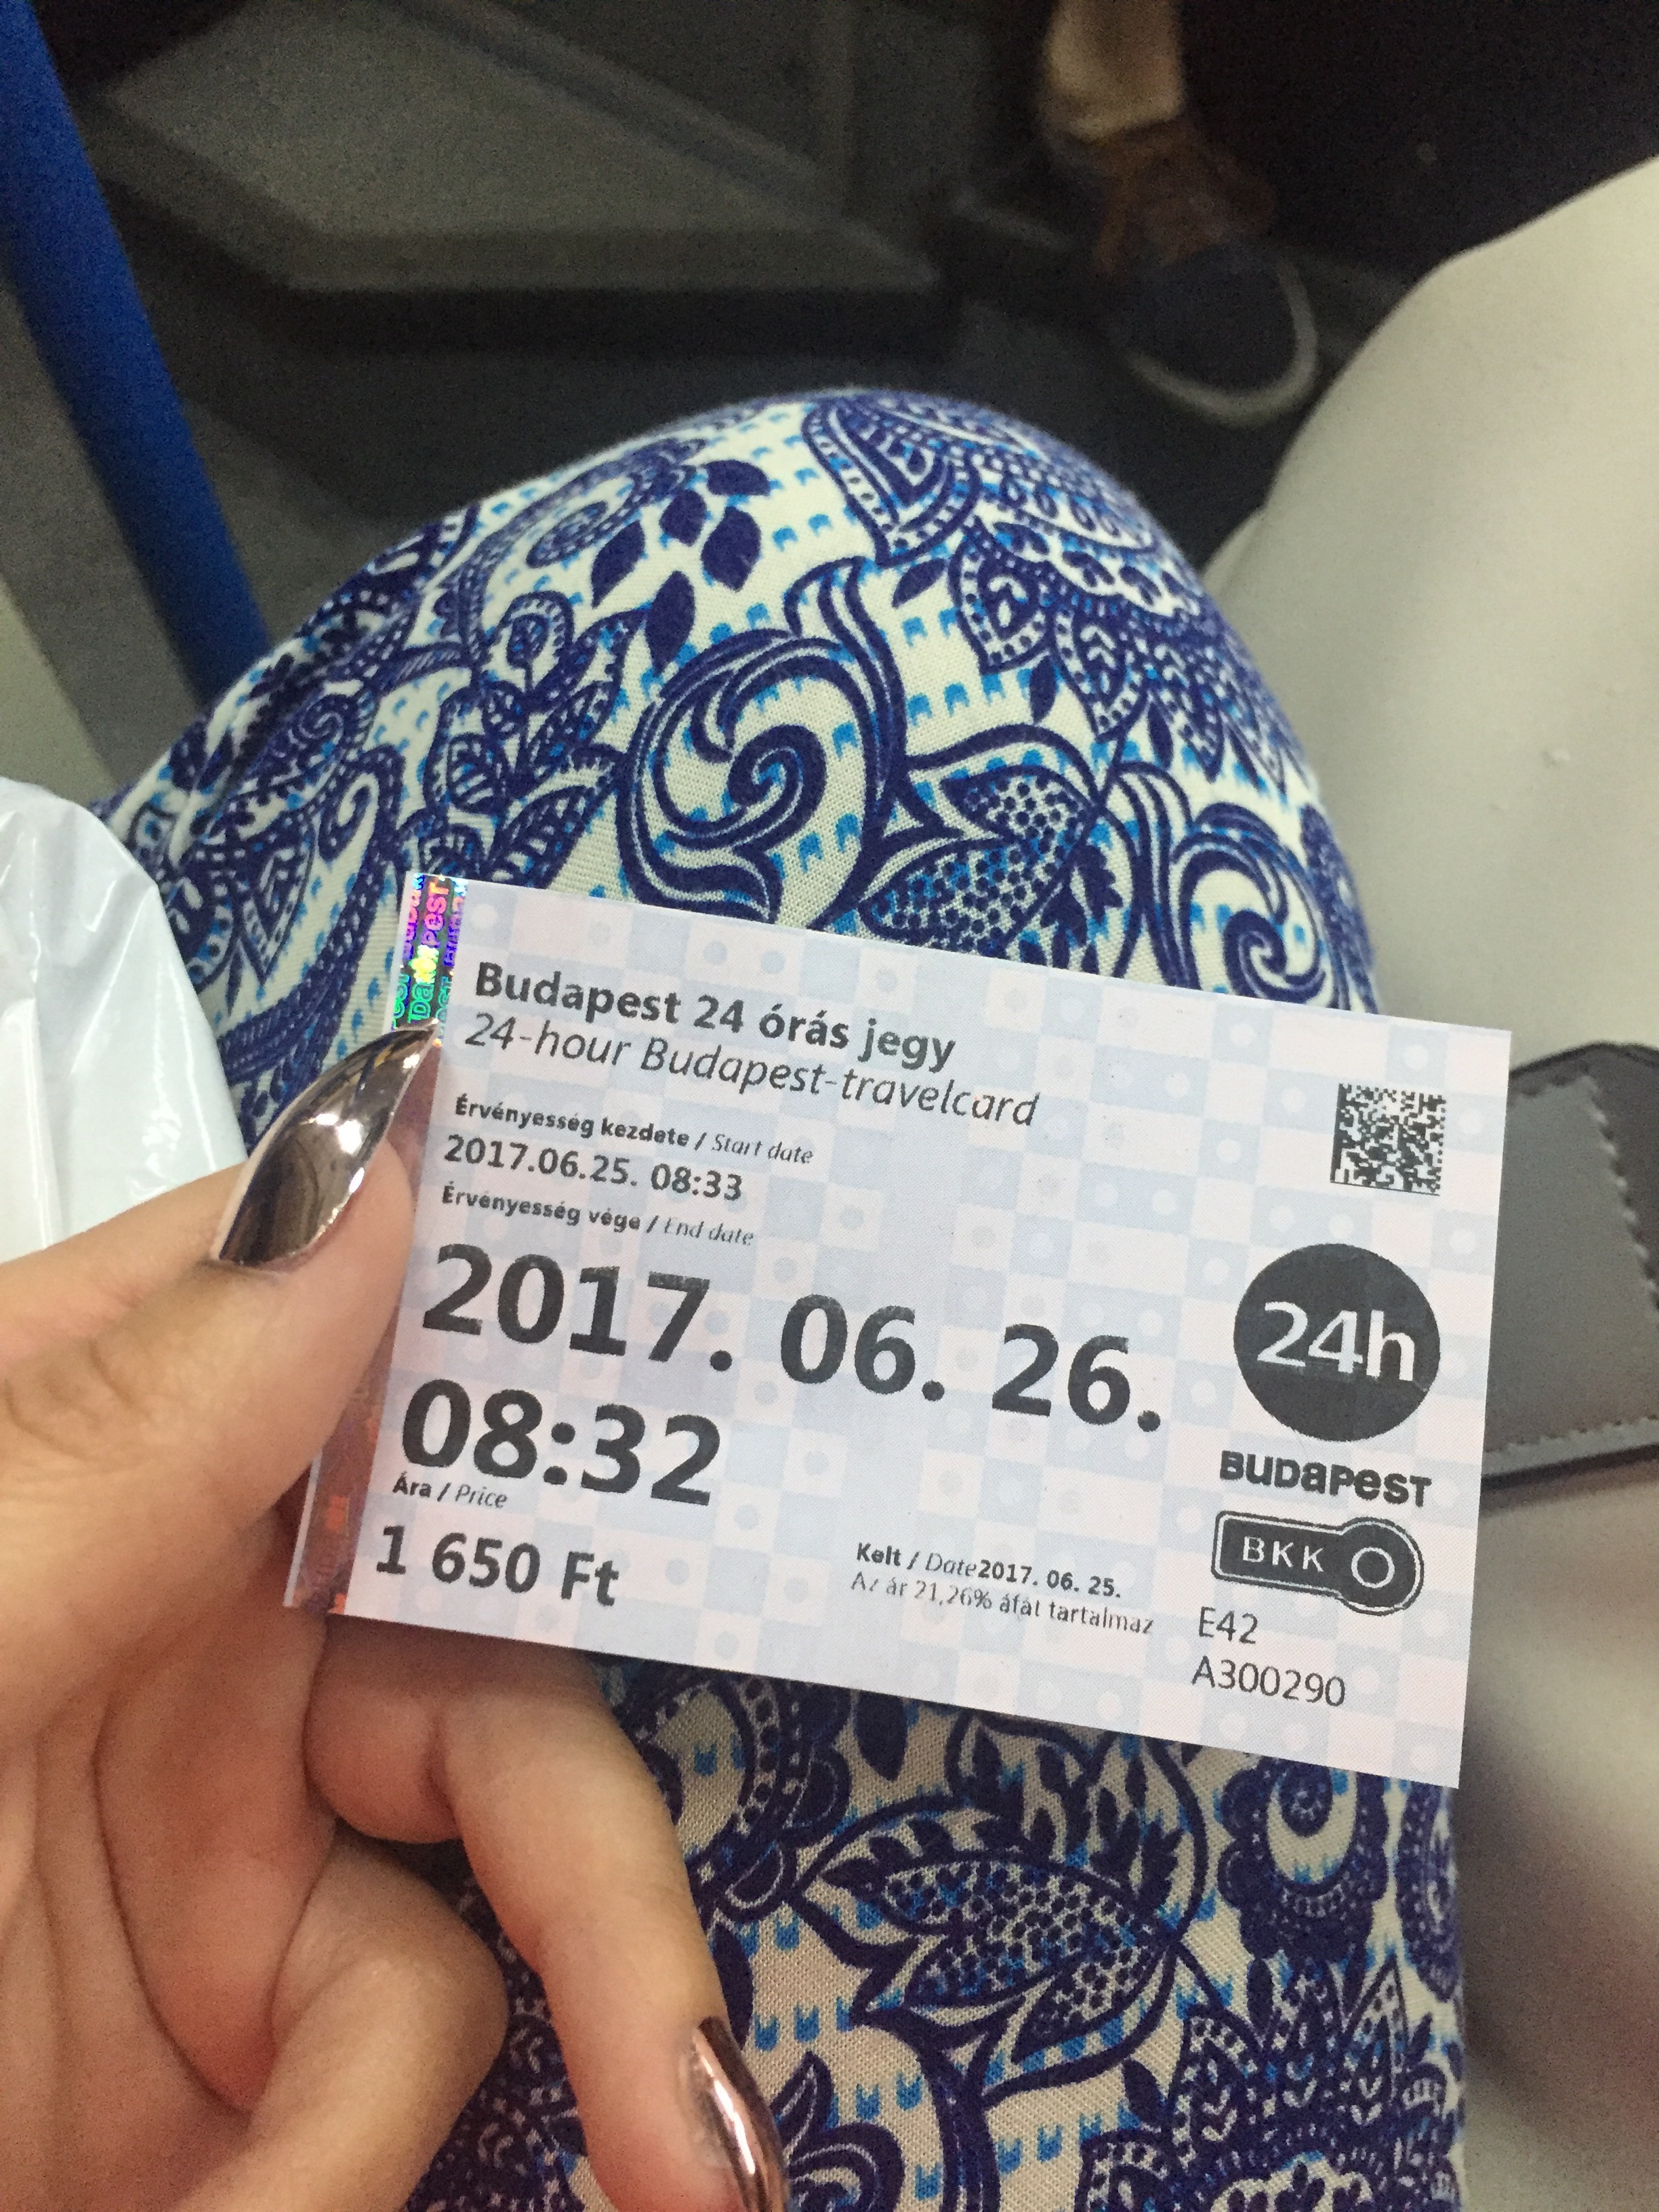 Budapest 24 órás jegy
24-hour Budapest-travelcard
Érvényesség kezdete / Start date
2017.06.25. 08:33
Érvényesség vége / End date
2017. 06. 26.
08:32
Ára / Price
1 650 Ft
Kelt / Date2017. 06. 25.
Az ár 21,26% áfát tartalmaz
24h
BUDAPEST
BKK
E42
A300290